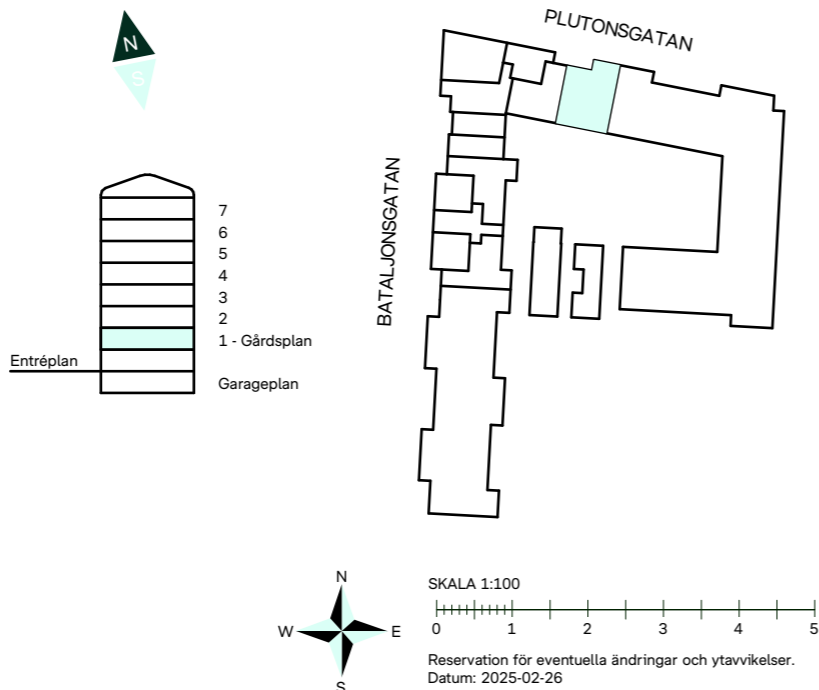 N
S
PLUTONSGATAN
BATALJONSGATAN
7
6
5
4
3
2
1 - Gårdsplan
Entréplan
Garageplan
N
W E
S
SKALA 1:100
0 1 2 3 4 5
Reservation för eventuella ändringar och ytavvikelser.
Datum: 2025-02-26